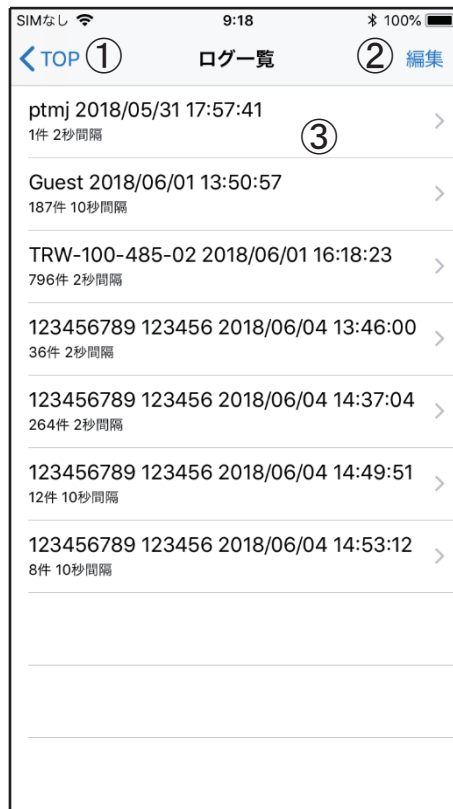 SIMなし 9:18 100%
TOP ① ログ一覧 ② 編集
ptmj 2018/05/31 17:57:41
1件 2秒間隔
③
Guest 2018/06/01 13:50:57
187件 10秒間隔
TRW-100-485-02 2018/06/01 16:18:23
796件 2秒間隔
123456789 123456 2018/06/04 13:46:00
36件 2秒間隔
123456789 123456 2018/06/04 14:37:04
264件 2秒間隔
123456789 123456 2018/06/04 14:49:51
12件 10秒間隔
123456789 123456 2018/06/04 14:53:12
8件 10秒間隔